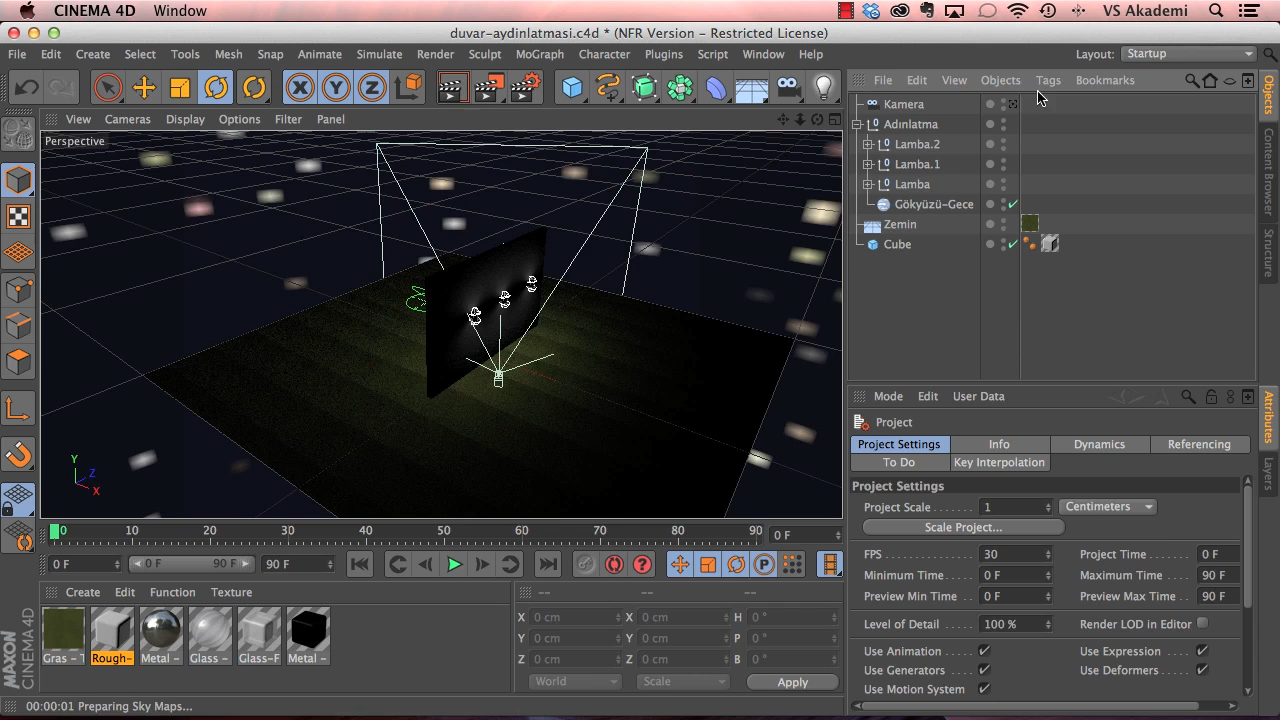 CINEMA 4D Window VS Akademi
duvar-aydinlatmasi.c4d * (NFR Version - Restricted License)
File Edit Create Select Tools Mesh Snap Animate Simulate Render Sculpt MoGraph Character Plugins Script Window Help Layout: Startup
X Y Z
File Edit View Objects Tags Bookmarks
View Cameras Display Options Filter Panel
Perspective
Kamera
Adınlatma
Lamba.2
Lamba.1
Lamba
Gökyüzü-Gece
Zemin
Cube
Objects
Content Browser
Structure
Y
Z
X
Mode Edit User Data
Project
Project Settings Info Dynamics Referencing
To Do Key Interpolation
Attributes
Layers
Project Settings
Project Scale 1 Centimeters
Scale Project...
FPS 30 Project Time 0 F
Minimum Time 0 F Maximum Time 90 F
Preview Min Time 0 F Preview Max Time 90 F
Level of Detail 100 % Render LOD in Editor
Use Animation Use Expression
Use Generators Use Deformers
Use Motion System
0 10 20 30 40 50 60 70 80 90 0 F
0 F 0 F 90 F 90 F
P
Create Edit Function Texture
-- -- --
Gras - T Rough- Metal - Glass - Glass-F Metal -
X 0 cm X 0 cm H 0 °
Y 0 cm Y 0 cm P 0 °
Z 0 cm Z 0 cm B 0 °
World Scale Apply
MAXON
CINEMA 4D
00:00:01 Preparing Sky Maps...